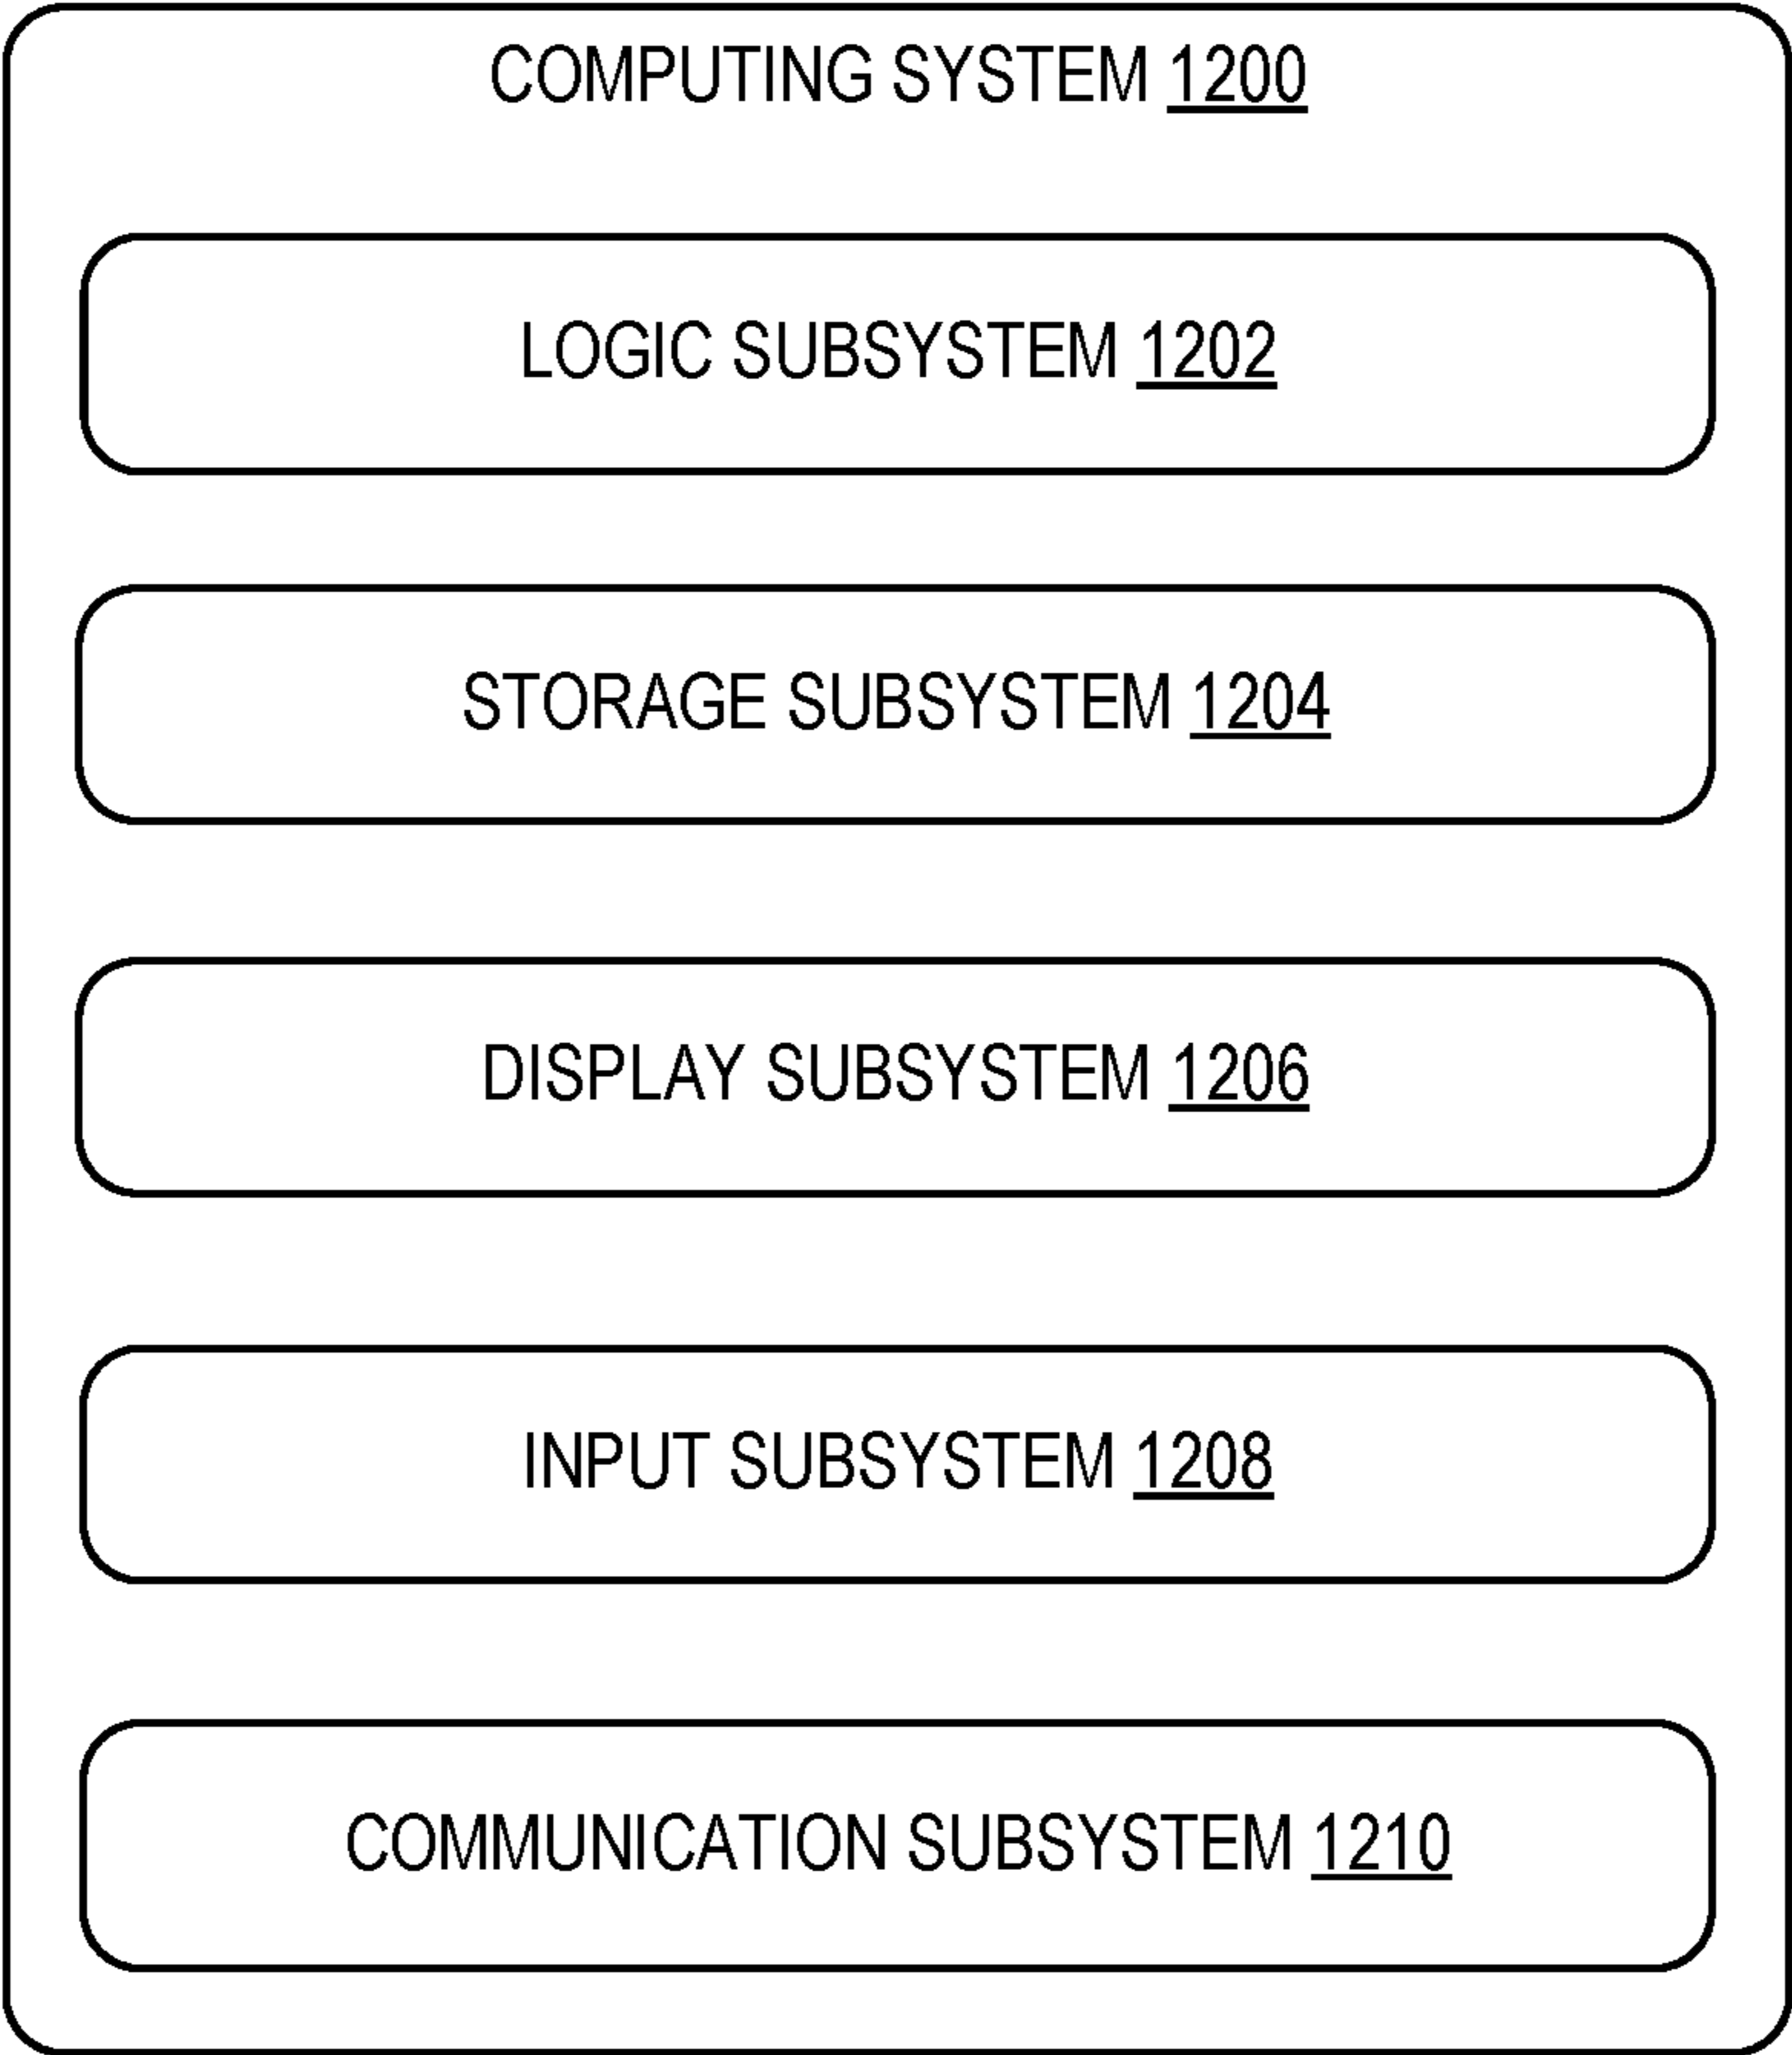 COMPUTING SYSTEM 1200
LOGIC SUBSYSTEM 1202
STORAGE SUBSYSTEM 1204
DISPLAY SUBSYSTEM 1206
INPUT SUBSYSTEM 1208
COMMUNICATION SUBSYSTEM 1210